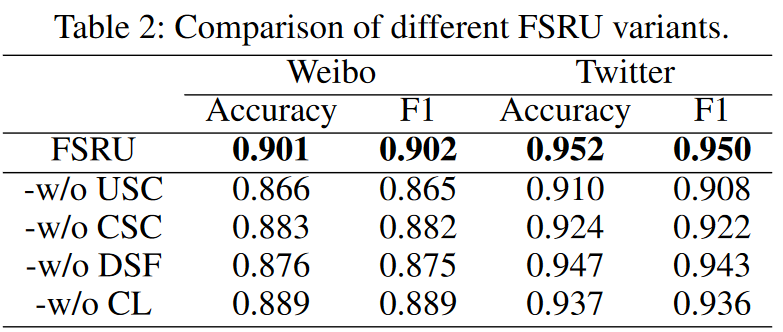 Table 2: Comparison of different FSRU variants.
Weibo Twitter
Accuracy F1 Accuracy F1
FSRU 0.901 0.902 0.952 0.950
-w/o USC 0.866 0.865 0.910 0.908
-w/o CSC 0.883 0.882 0.924 0.922
-w/o DSF 0.876 0.875 0.947 0.943
-w/o CL 0.889 0.889 0.937 0.936